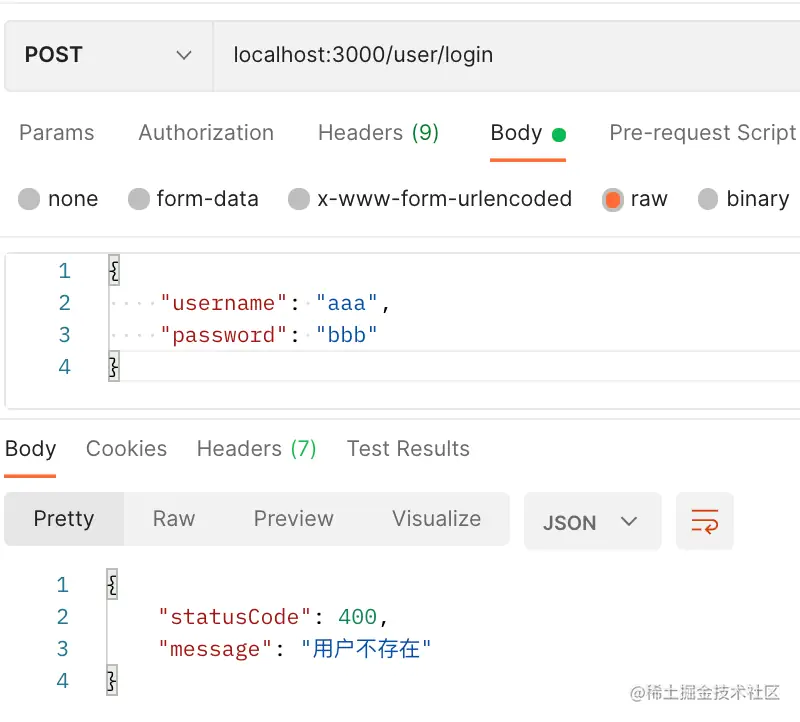 POST localhost:3000/user/login
Params Authorization Headers (9) Body Pre-request Script
none form-data x-www-form-urlencoded raw binary
1 {
2 "username": "aaa",
3 "password": "bbb"
4 }
Body Cookies Headers (7) Test Results
Pretty Raw Preview Visualize JSON
1 {
2 "statusCode": 400,
3 "message": "用户不存在"
4 }
@稀土掘金技术社区